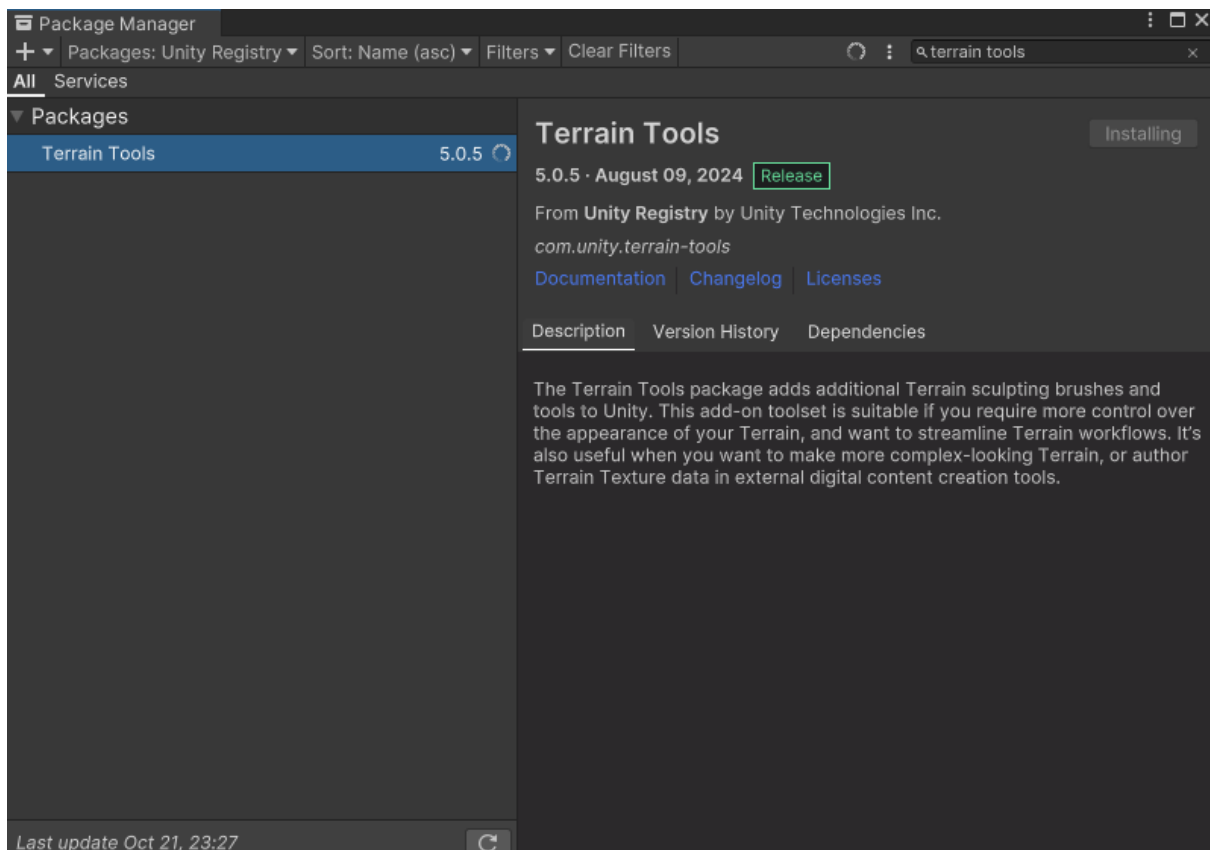 Package Manager
Packages: Unity Registry Sort: Name (asc) Filters Clear Filters terrain tools
All Services
Packages
Terrain Tools 5.0.5
Terrain Tools
Installing
5.0.5 · August 09, 2024 Release
From Unity Registry by Unity Technologies Inc.
com.unity.terrain-tools
Documentation Changelog Licenses
Description Version History Dependencies
The Terrain Tools package adds additional Terrain sculpting brushes and
tools to Unity. This add-on toolset is suitable if you require more control over
the appearance of your Terrain, and want to streamline Terrain workflows. It's
also useful when you want to make more complex-looking Terrain, or author
Terrain Texture data in external digital content creation tools.
Last update Oct 21, 23:27